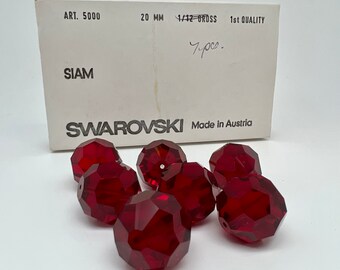 ART. 5000 20 MM 1/12 GROSS 1st QUALITY
7 pcs.
SIAM
SWAROVSKI Made in Austria